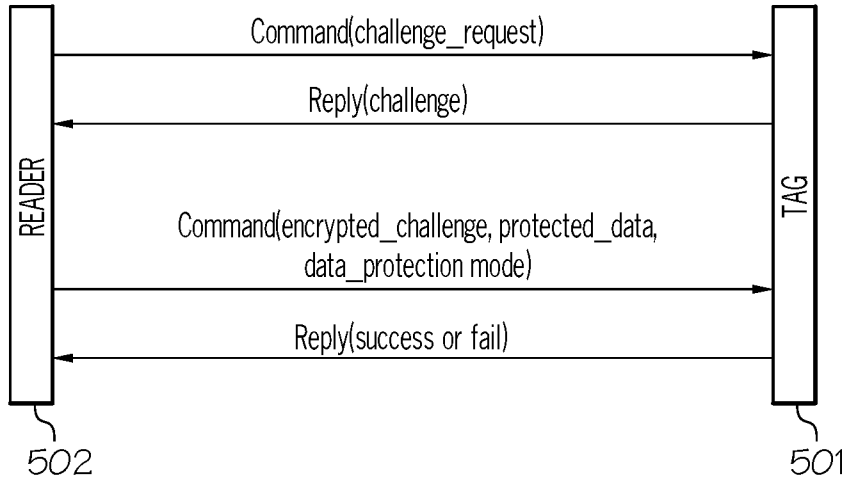 Command(challenge_request)
Reply(challenge)
READER
TAG
Command(encrypted_challenge, protected_data,
data_protection mode)
Reply(success or fail)
502
501